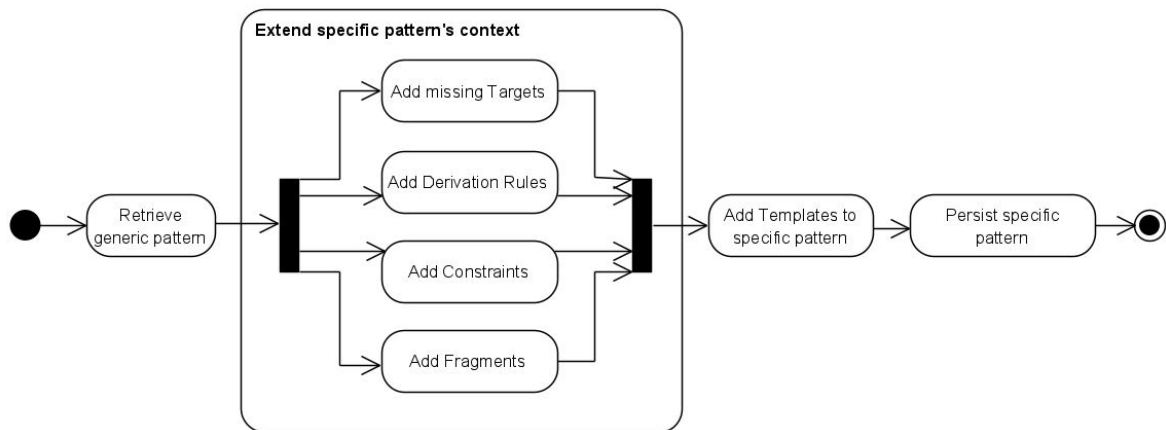 Extend specific pattern's context
Add missing Targets
Add Derivation Rules
Retrieve
generic pattern
Add Templates to
specific pattern
Persist specific
pattern
Add Constraints
Add Fragments